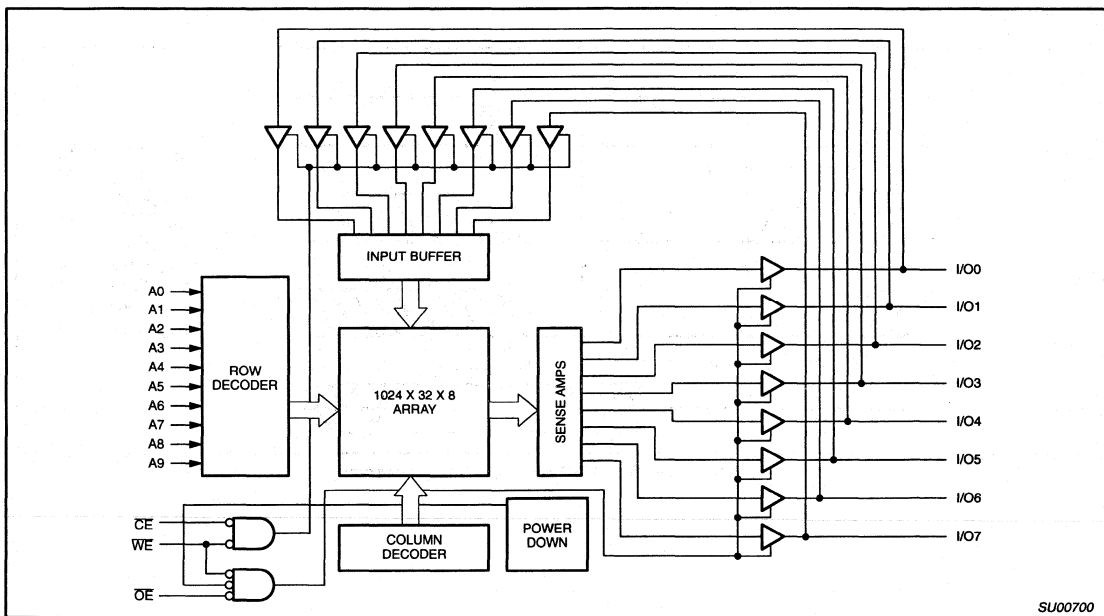 INPUT BUFFER
A0
A1
A2
A3
A4
A5
A6
A7
A8
A9
ROW
DECODER
1024 X 32 X 8
ARRAY
SENSE AMPS
I/O0
I/O1
I/O2
I/O3
I/O4
I/O5
I/O6
I/O7
CE
WE
OE
COLUMN
DECODER
POWER
DOWN
SU00700